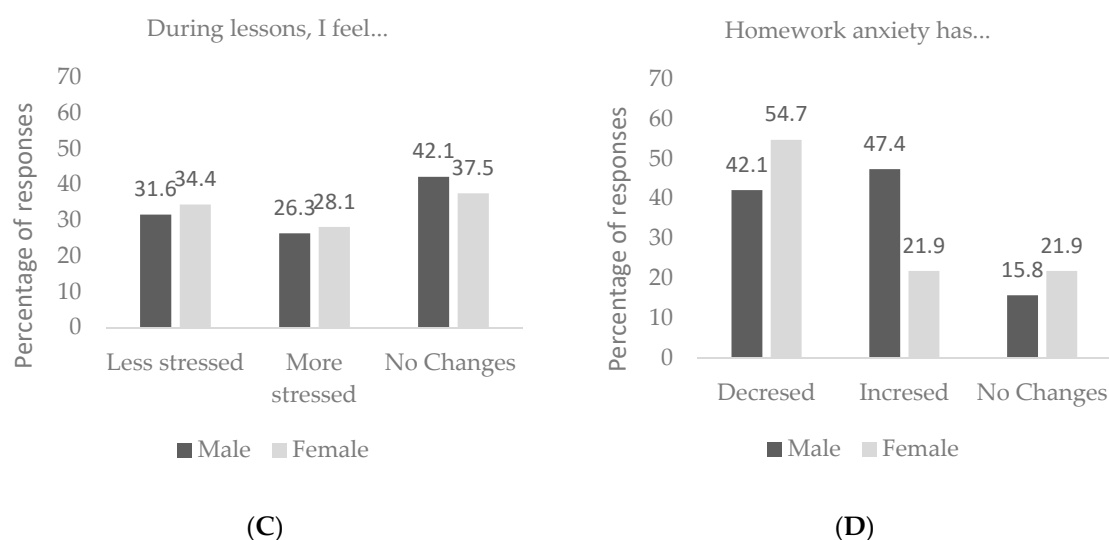 During lessons, I feel...
Percentage of responses
70
60
50
40
30
20
10
0
31.6
34.4
26.3
28.1
42.1
37.5
Less stressed
More
stressed
No Changes
Male
Female
(C)
Homework anxiety has...
Percentage of responses
70
60
50
40
30
20
10
0
42.1
54.7
47.4
21.9
15.8
21.9
Decresed
Incresed
No Changes
Male
Female
(D)